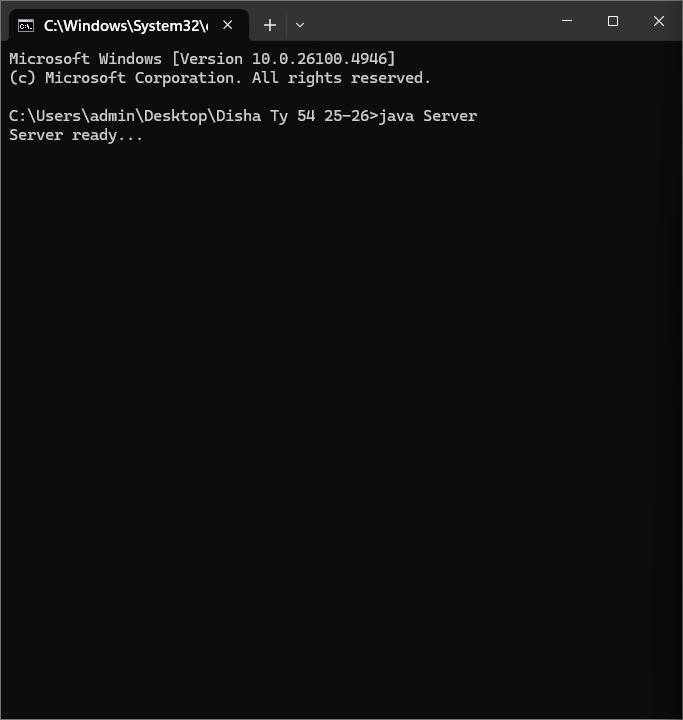 C:\Windows\System32\
Microsoft Windows [Version 10.0.26100.4946]
(c) Microsoft Corporation. All rights reserved.
C:\Users\admin\Desktop\Disha Ty 54 25-26>java Server
Server ready...